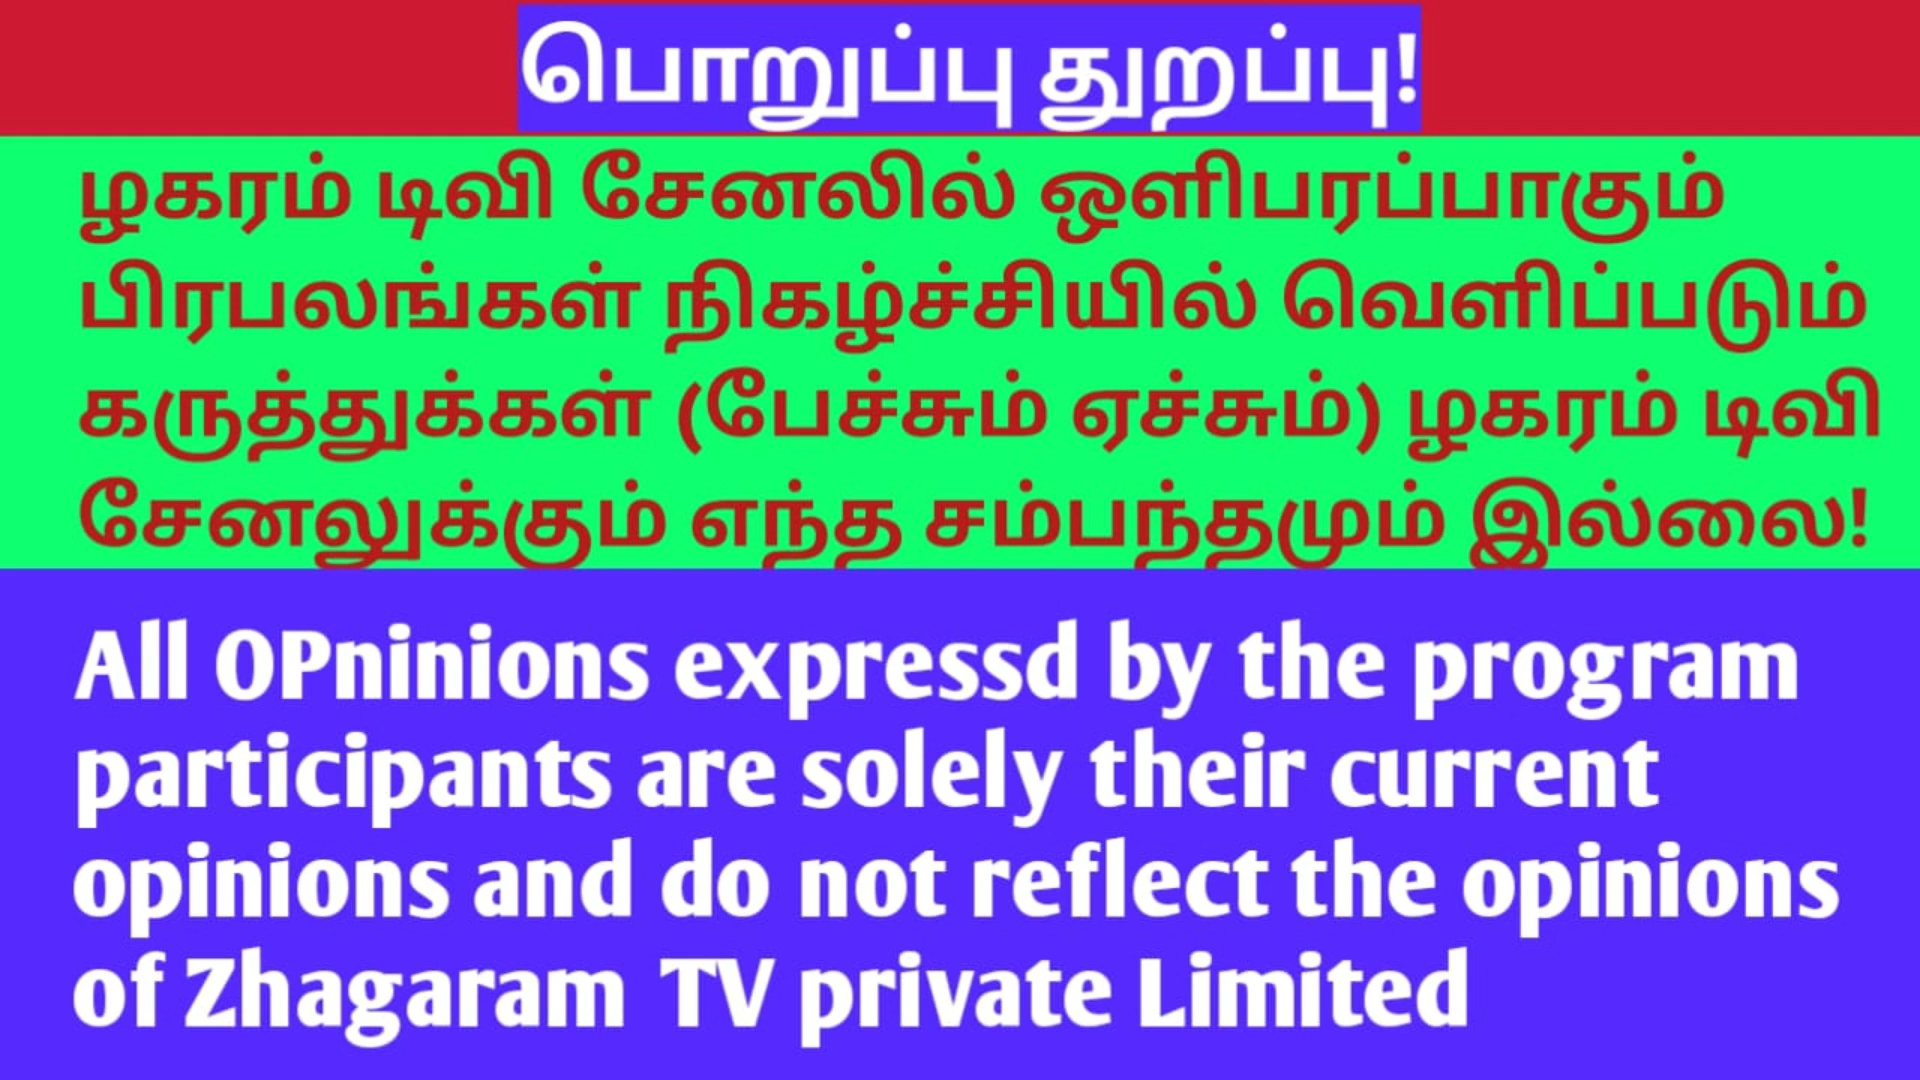 பொறுப்பு துறப்பு!
ழகரம் டிவி சேனலில் ஒளிபரப்பாகும்
பிரபலங்கள் நிகழ்ச்சியில் வெளிப்படும்
கருத்துக்கள் (பேச்சும் ஏச்சும்) ழகரம் டிவி
சேனலுக்கும் எந்த சம்பந்தமும் இல்லை!
All OPninions expressd by the program
participants are solely their current
opinions and do not reflect the opinions
of Zhagaram TV private Limited